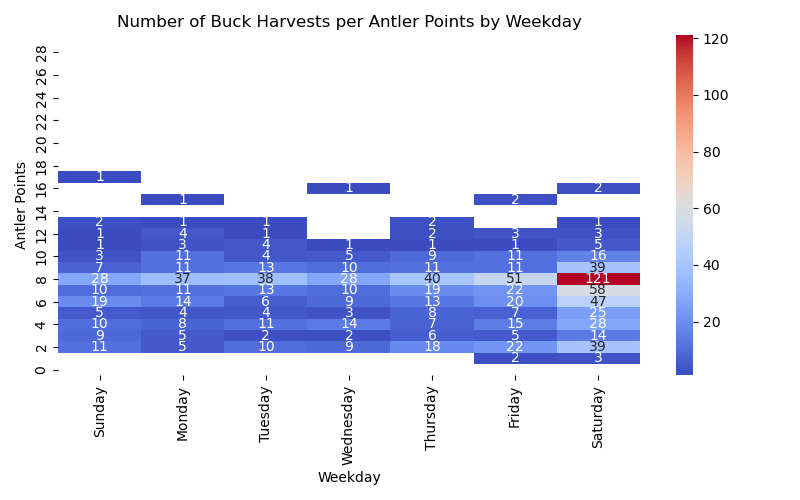 Number of Buck Harvests per Antler Points by Weekday
Antler Points
28
26
24
22
20
18
1
16 1 2
1 2
14
2 1 1 2 1
12 1 4 1 2 3 3
1 3 4 1 1 1 5
10 3 11 4 5 9 11 16
7 11 13 10 11 11 39
8 28 37 38 28 40 51 121
10 11 13 10 19 22 58
6 19 14 6 9 13 20 47
5 4 4 3 8 7 25
4 10 8 11 14 7 15 28
9 5 2 2 6 5 14
2 11 5 10 9 18 22 39
2 3
0
Sunday Monday Tuesday Wednesday Thursday Friday Saturday
Weekday
120
100
80
60
40
20